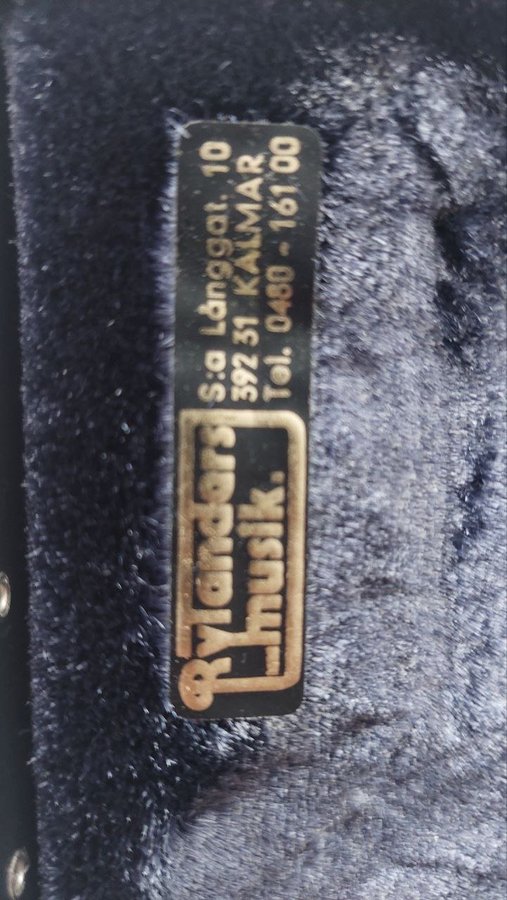 Rylanders
musik.
S:a Långgat. 10
392 31 KALMAR
Tel. 0480 - 161 00